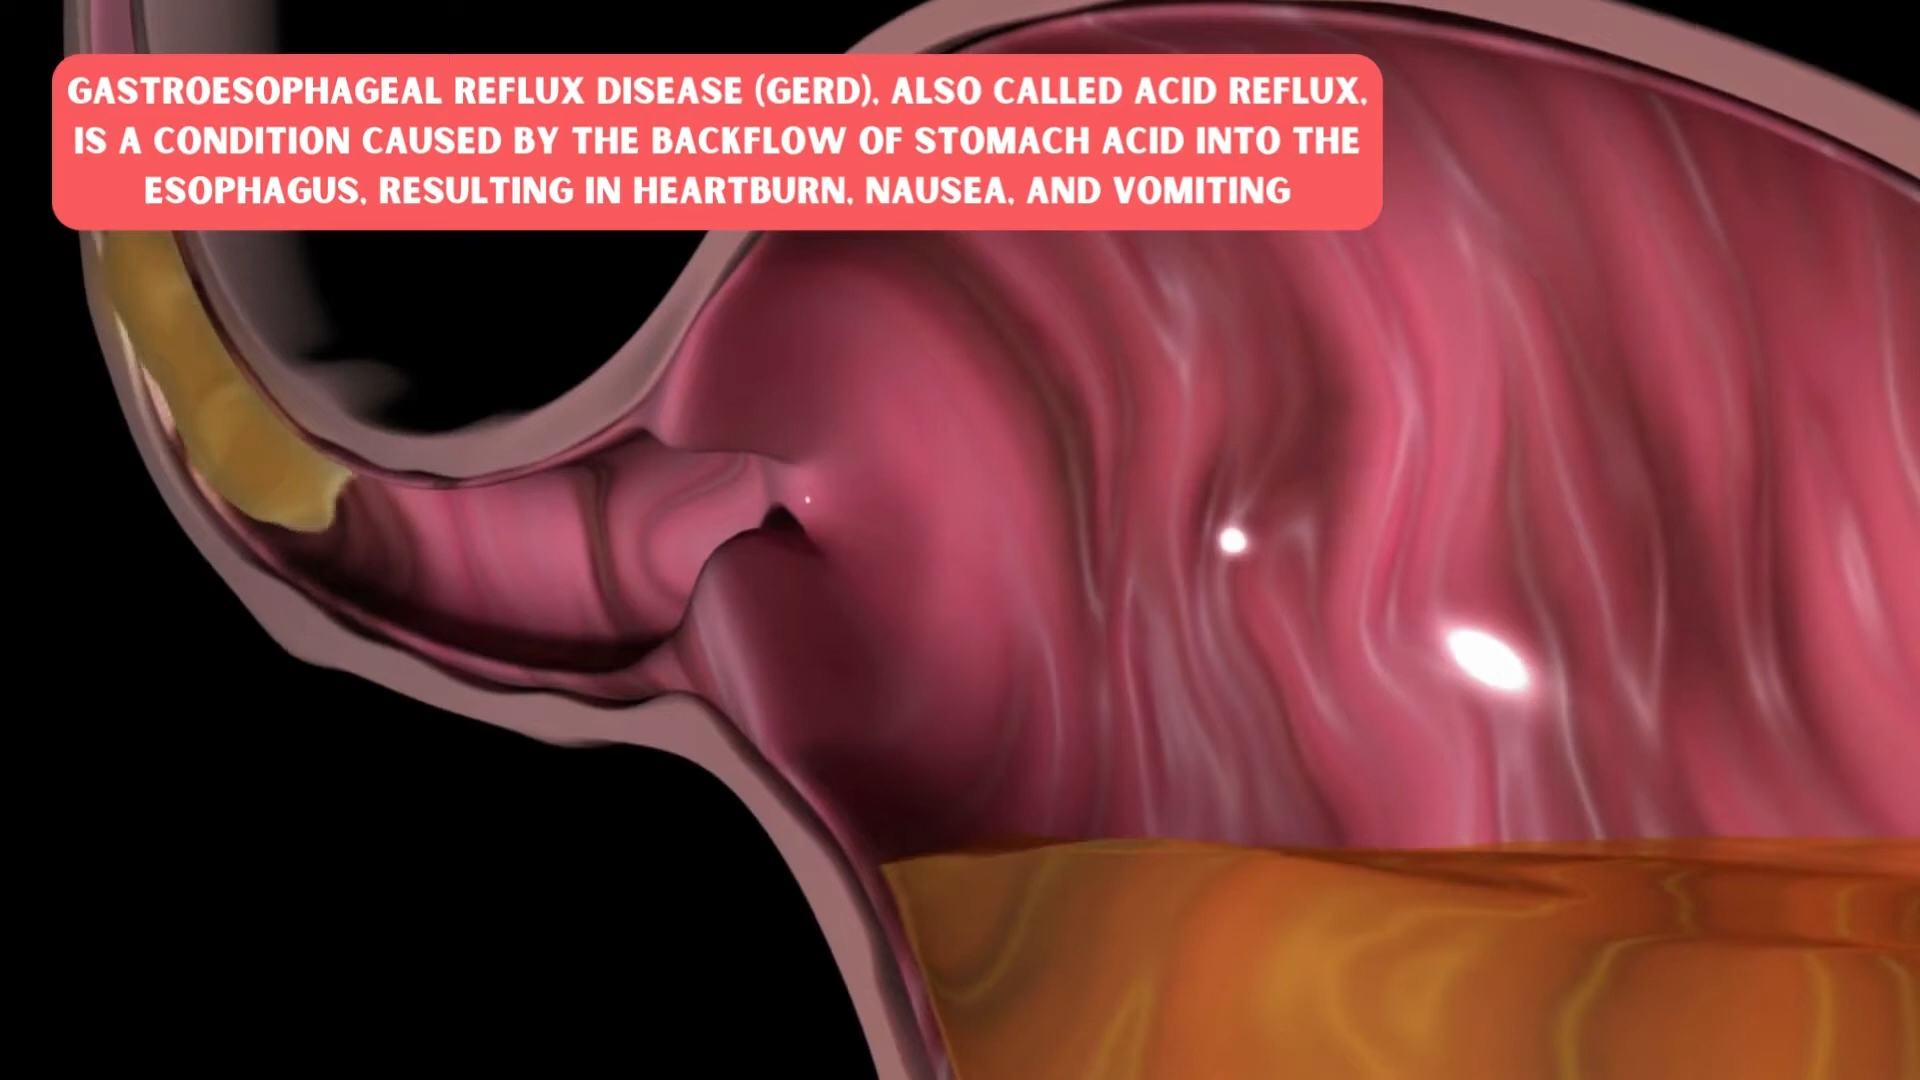 GASTROESOPHAGEAL REFLUX DISEASE (GERD), ALSO CALLED ACID REFLUX,
IS A CONDITION CAUSED BY THE BACKFLOW OF STOMACH ACID INTO THE
ESOPHAGUS, RESULTING IN HEARTBURN, NAUSEA, AND VOMITING